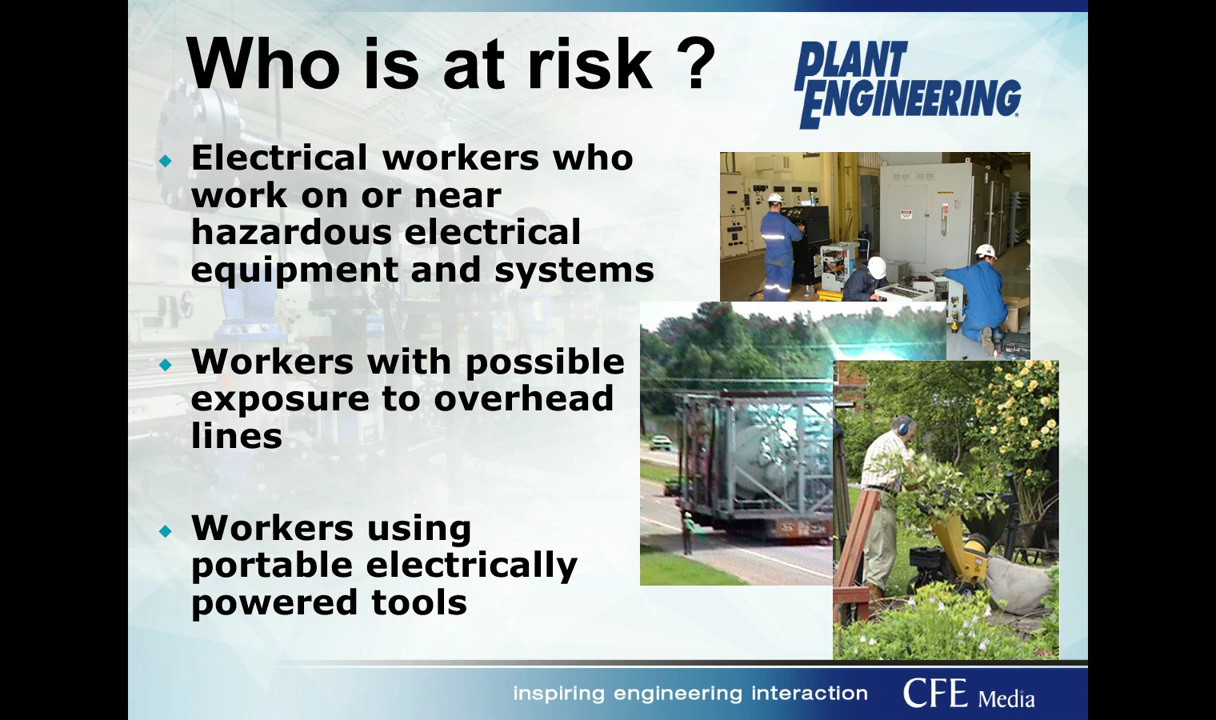 Who is at risk ?
PLANT
ENGINEERING
Electrical workers who
work on or near
hazardous electrical
equipment and systems
Workers with possible
exposure to overhead
lines
Workers using
portable electrically
powered tools
inspiring engineering interaction
CFE Media